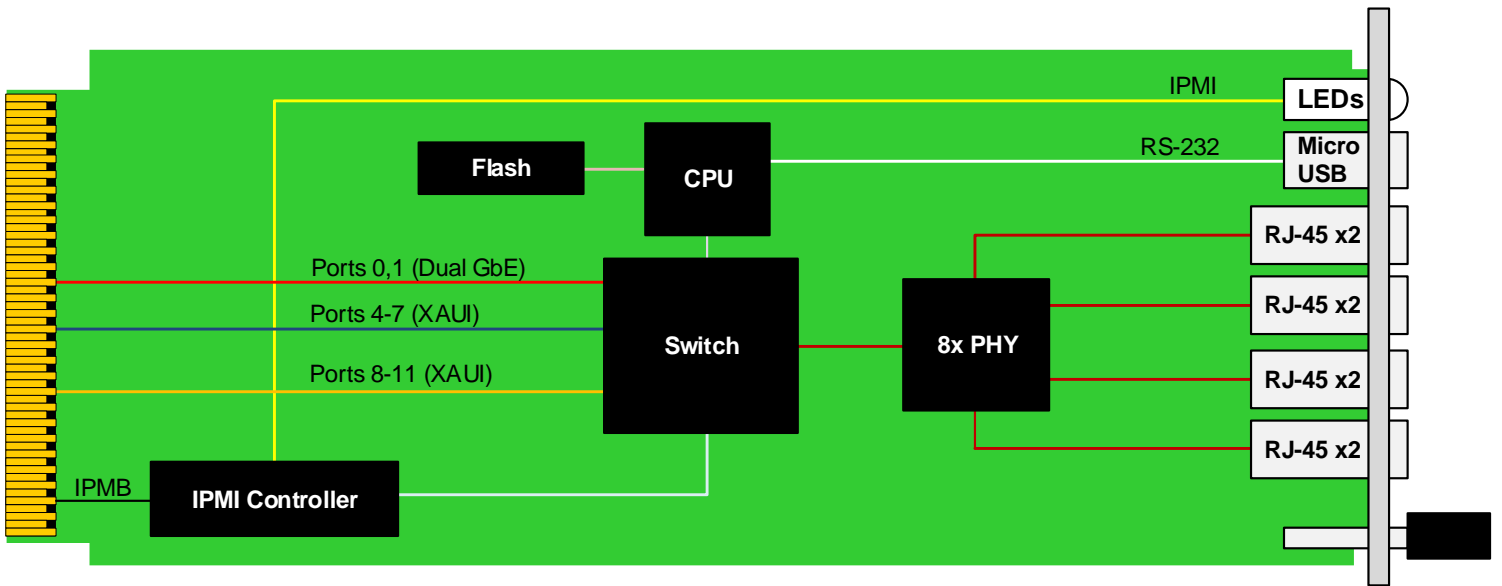 IPMI
LEDs
RS-232
Micro
USB
Flash
CPU
RJ-45 x2
Ports 0,1 (Dual GbE)
RJ-45 x2
Ports 4-7 (XAUI)
Switch
8x PHY
Ports 8-11 (XAUI)
RJ-45 x2
RJ-45 x2
IPMB
IPMI Controller